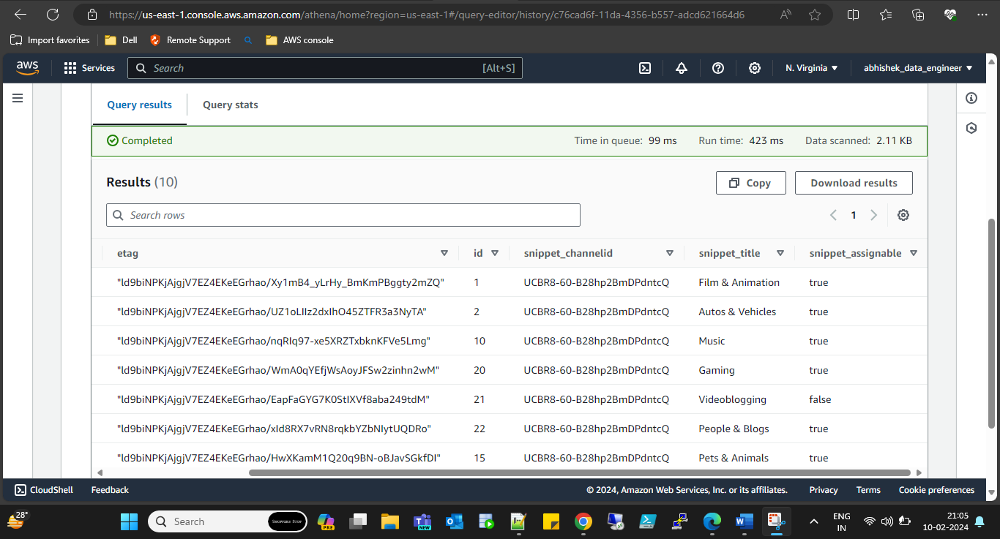 https://us-east-1.console.aws.amazon.com/athena/home?region=us-east-1#/query-editor/history/c76cad6f-11da-4356-b557-adcd621664d6
Import favorites Dell Remote Support AWS console
aws Services Search [Alt+S] N. Virginia abhishek_data_engineer
Query results Query stats
Completed Time in queue: 99 ms Run time: 423 ms Data scanned: 2.11 KB
Results (10) Copy Download results
Search rows 1
etag id snippet_channelid snippet_title snippet_assignable
"ld9biNPKjAjgjV7EZ4EKeEGrhao/Xy1mB4_yLrHy_BmKmPBggty2mZQ" 1 UCBR8-60-B28hp2BmDPdntcQ Film & Animation true
"ld9biNPKjAjgjV7EZ4EKeEGrhao/UZ1oLIIz2dxIhO45ZTFR3a3NyTA" 2 UCBR8-60-B28hp2BmDPdntcQ Autos & Vehicles true
"ld9biNPKjAjgjV7EZ4EKeEGrhao/nqRIq97-xe5XRZTxbknKFVe5Lmg" 10 UCBR8-60-B28hp2BmDPdntcQ Music true
"ld9biNPKjAjgjV7EZ4EKeEGrhao/WmA0qYEfjWsAoyJFSw2zinhn2wM" 20 UCBR8-60-B28hp2BmDPdntcQ Gaming true
"ld9biNPKjAjgjV7EZ4EKeEGrhao/EapFaGYG7K0StIXVf8aba249tdM" 21 UCBR8-60-B28hp2BmDPdntcQ Videoblogging false
"ld9biNPKjAjgjV7EZ4EKeEGrhao/xId8RX7vRN8rqkbYZbNIytUQDRo" 22 UCBR8-60-B28hp2BmDPdntcQ People & Blogs true
"ld9biNPKjAjgjV7EZ4EKeEGrhao/HwXKamM1Q20q9BN-oBJavSGkfDI" 15 UCBR8-60-B28hp2BmDPdntcQ Pets & Animals true
CloudShell Feedback © 2024, Amazon Web Services, Inc. or its affiliates. Privacy Terms Cookie preferences
28° Search SHOPPERS STOP PRE NEW ENG 21:05
IN 10-02-2024